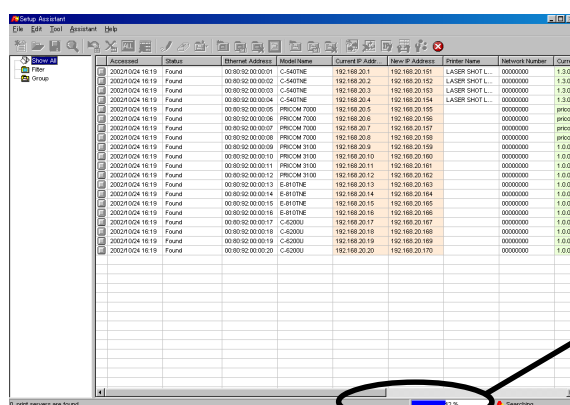 Setup Assistant
File Edit Tool Assistant Help
Show All
Filter
Group
Accessed Status Ethernet Address Model Name Current IP Addr... New IP Address Printer Name Network Number Curre
2002/10/24 16:19 Found 00:80:92:00:00:01 C-540TNE 192.168.20.1 192.168.20.151 LASER SHOT L... 00000000 1.3.0
2002/10/24 16:19 Found 00:80:92:00:00:02 C-540TNE 192.168.20.2 192.168.20.152 LASER SHOT L... 00000000 1.3.0
2002/10/24 16:19 Found 00:80:92:00:00:03 C-540TNE 192.168.20.3 192.168.20.153 LASER SHOT L... 00000000 1.3.0
2002/10/24 16:19 Found 00:80:92:00:00:04 C-540TNE 192.168.20.4 192.168.20.154 LASER SHOT L... 00000000 1.3.0
2002/10/24 16:19 Found 00:80:92:00:00:05 PRICOM 7000 192.168.20.5 192.168.20.155 00000000 prico
2002/10/24 16:19 Found 00:80:92:00:00:06 PRICOM 7000 192.168.20.6 192.168.20.156 00000000 prico
2002/10/24 16:19 Found 00:80:92:00:00:07 PRICOM 7000 192.168.20.7 192.168.20.157 00000000 prico
2002/10/24 16:19 Found 00:80:92:00:00:08 PRICOM 7000 192.168.20.8 192.168.20.158 00000000 prico
2002/10/24 16:19 Found 00:80:92:00:00:09 PRICOM 3100 192.168.20.9 192.168.20.159 00000000 1.0.0
2002/10/24 16:19 Found 00:80:92:00:00:10 PRICOM 3100 192.168.20.10 192.168.20.160 00000000 1.0.0
2002/10/24 16:19 Found 00:80:92:00:00:11 PRICOM 3100 192.168.20.11 192.168.20.161 00000000 1.0.0
2002/10/24 16:19 Found 00:80:92:00:00:12 PRICOM 3100 192.168.20.12 192.168.20.162 00000000 1.0.0
2002/10/24 16:19 Found 00:80:92:00:00:13 E-810TNE 192.168.20.13 192.168.20.163 00000000 1.0.0
2002/10/24 16:19 Found 00:80:92:00:00:14 E-810TNE 192.168.20.14 192.168.20.164 00000000 1.0.0
2002/10/24 16:19 Found 00:80:92:00:00:15 E-810TNE 192.168.20.15 192.168.20.165 00000000 1.0.0
2002/10/24 16:19 Found 00:80:92:00:00:16 E-810TNE 192.168.20.16 192.168.20.166 00000000 1.0.0
2002/10/24 16:19 Found 00:80:92:00:00:17 C-6200U 192.168.20.17 192.168.20.167 00000000 1.0.0
2002/10/24 16:19 Found 00:80:92:00:00:18 C-6200U 192.168.20.18 192.168.20.168 00000000 1.0.0
2002/10/24 16:19 Found 00:80:92:00:00:19 C-6200U 192.168.20.19 192.168.20.169 00000000 1.0.0
2002/10/24 16:19 Found 00:80:92:00:00:20 C-6200U 192.168.20.20 192.168.20.170 00000000 1.0.0
0 print servers are found. Searching